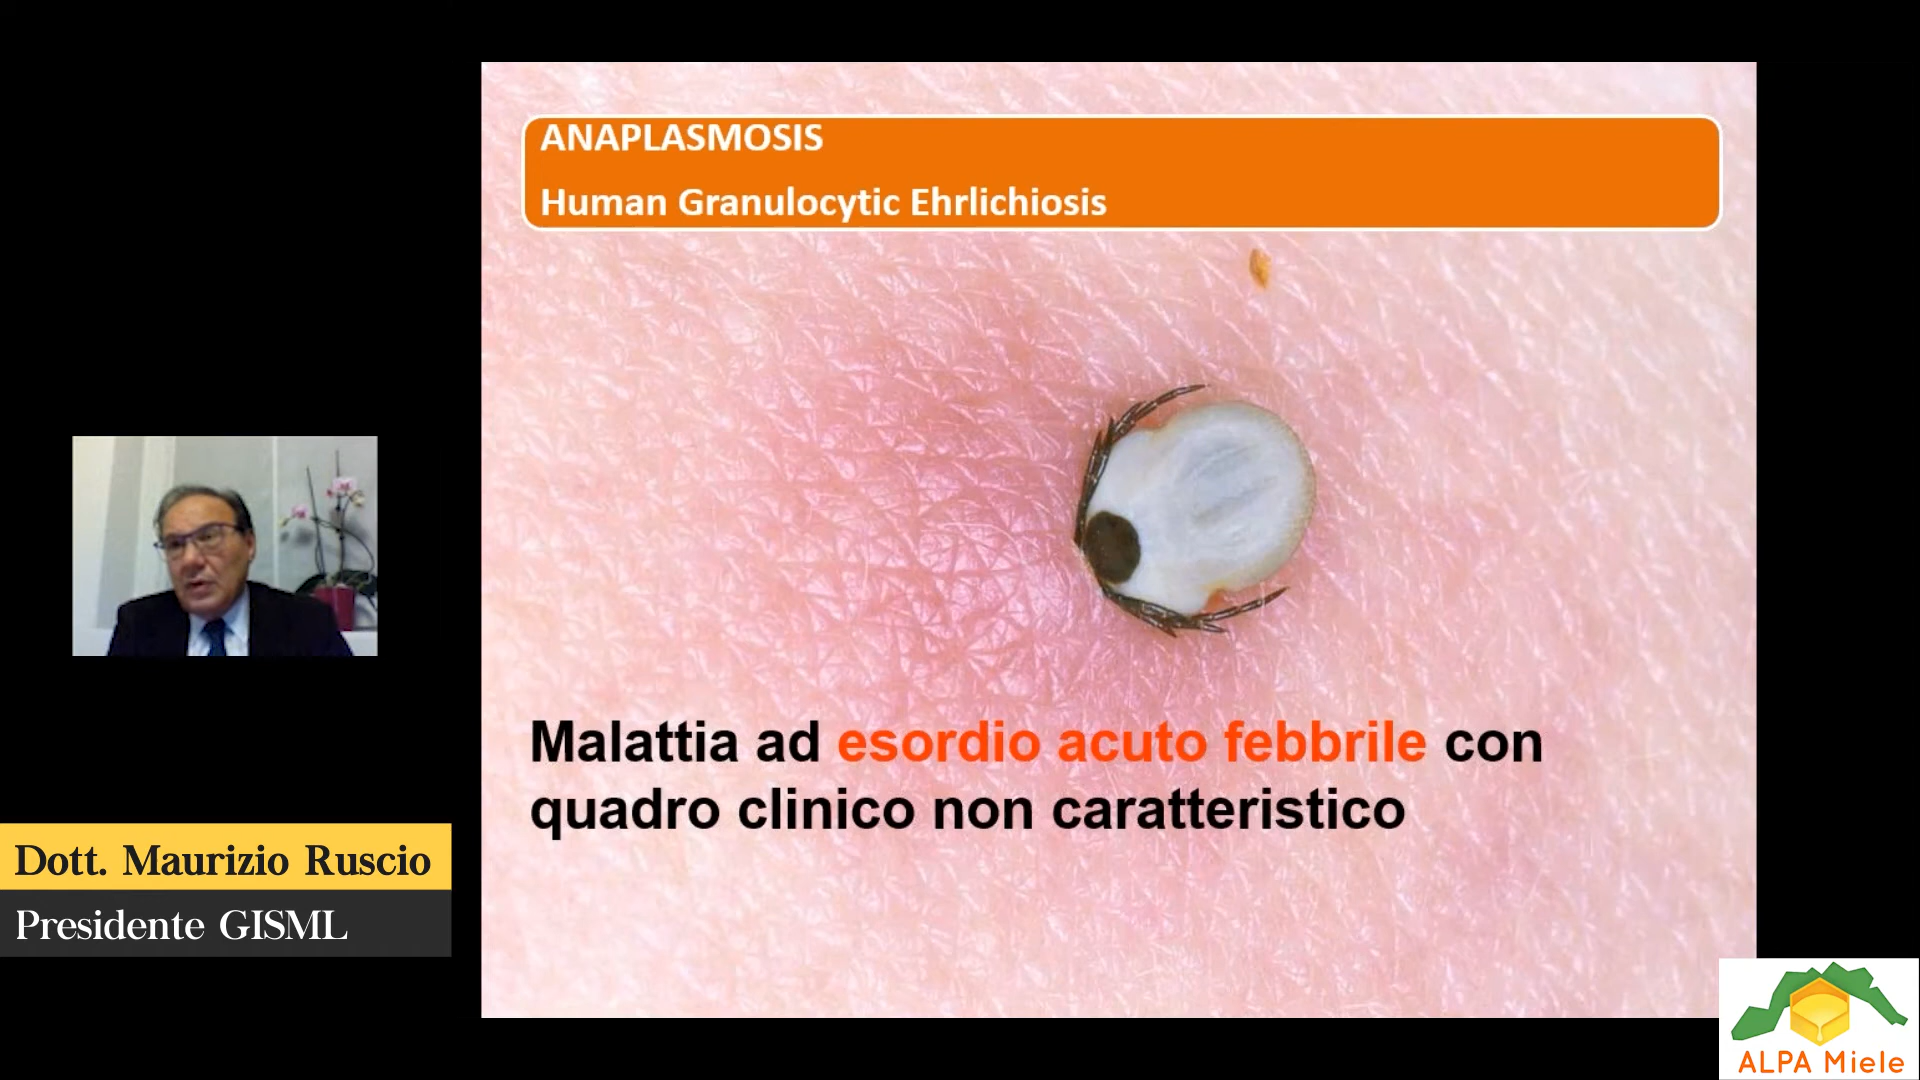 ANAPLASMOSIS
Human Granulocytic Ehrlichiosis
Malattia ad esordio acuto febbrile con
quadro clinico non caratteristico
Dott. Maurizio Ruscio
Presidente GISML
ALPA Miele